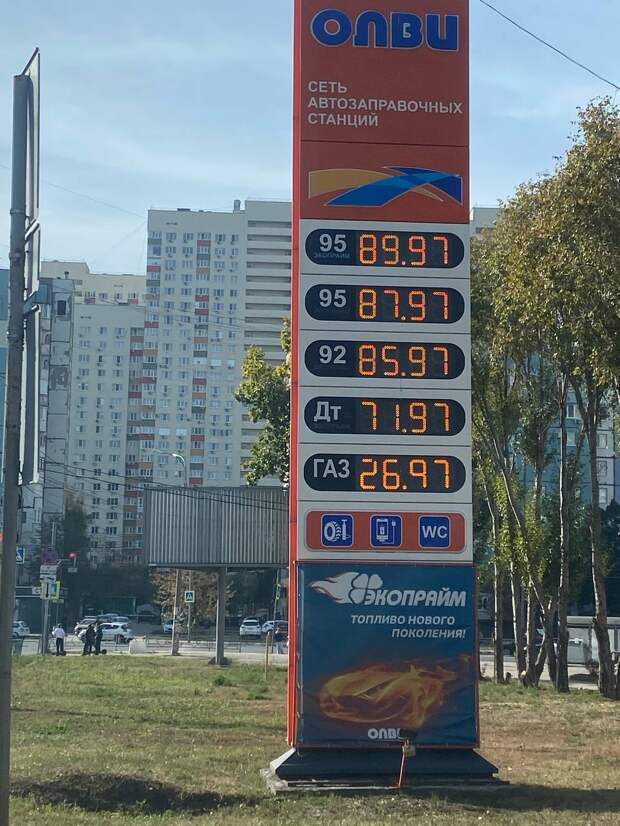 ОЛВИ
СЕТЬ
АВТОЗАПРАВОЧНЫХ
СТАНЦИЙ
95 89.97
ЭКОПРАЙМ
95 87.97
92 85.97
Дт 71.97
ГАЗ 26.97
WC
ЭКОПРАЙМ
ТОПЛИВО НОВОГО
ПОКОЛЕНИЯ!
ОЛВИ